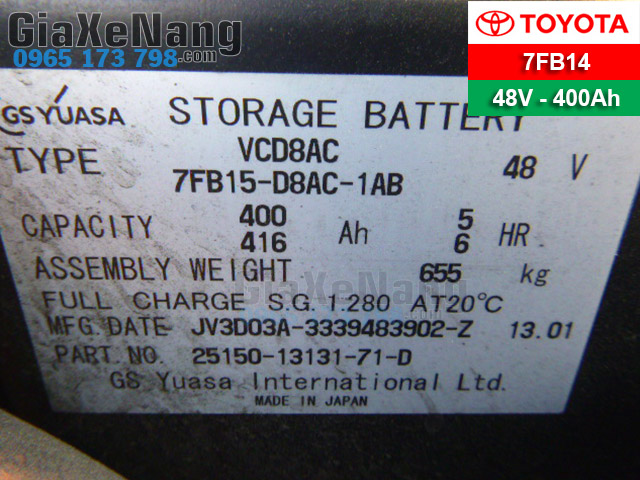 GiaXeNang
0965 173 798.com
TOYOTA
7FB14
48V - 400Ah
GS YUASA STORAGE BATTERY
TYPE VCD8AC 48 V
7FB15-D8AC-1AB
CAPACITY 400 Ah 5 HR
416 6
ASSEMBLY WEIGHT 655 kg
GiaXeNang
.com
FULL CHARGE S.G. 1.280 AT20°C
MFG.DATE JV3D03A-3339483902-Z 13.01
PART.NO. 25150-13131-71-D
GS Yuasa International Ltd.
MADE IN JAPAN